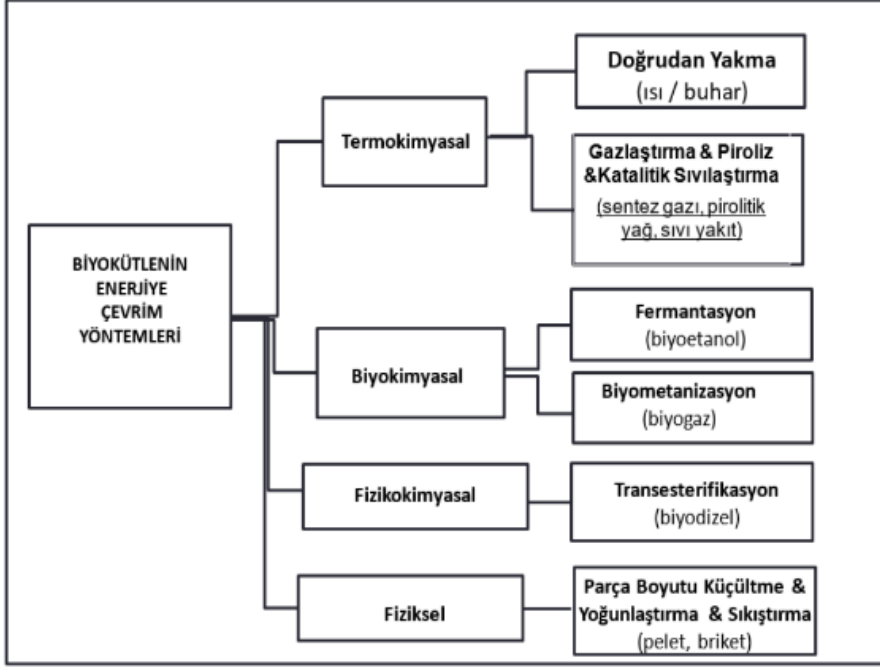 BİYOKÜTLENİN
ENERJİYE
ÇEVRİM
YÖNTEMLERİ
Termokimyasal
Doğrudan Yakma
(ısı / buhar)
Gazlaştırma & Piroliz
&Katalitik Sıvılaştırma
(sentez gazı, pirolitik
yağ, sıvı yakıt)
Biyokimyasal
Fermantasyon
(biyoetanol)
Biyometanizasyon
(biyogaz)
Fizikokimyasal
Transesterifikasyon
(biyodizel)
Fiziksel
Parça Boyutu Küçültme &
Yoğunlaştırma & Sıkıştırma
(pelet, briket)